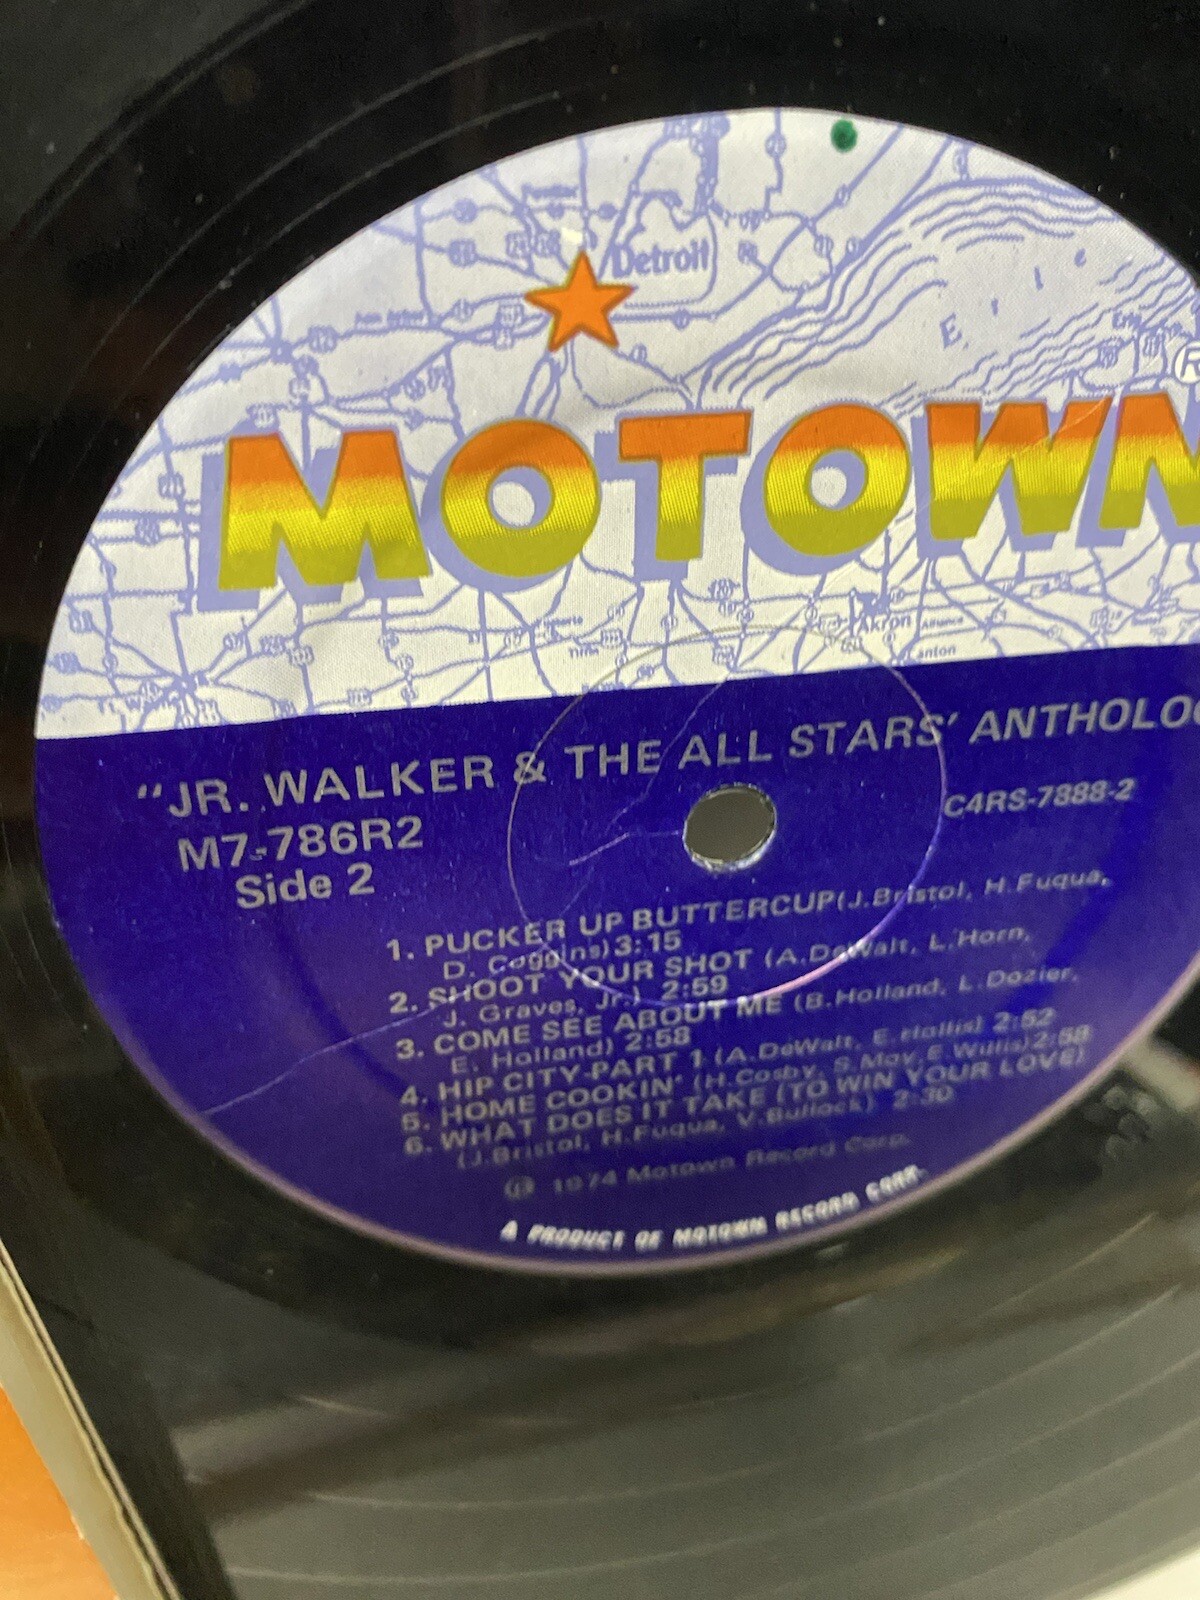 Detroit
E r i e
®
MOTOWN
Akron
Canton
"JR. WALKER & THE ALL STARS' ANTHOLO
M7-786R2
C4RS-7888-2
Side 2
1. PUCKER UP BUTTERCUP(J.Bristol, H.Fuqua,
D. Coggins)3:15
2. SHOOT YOUR SHOT (A.DeWalt, L.Horn,
J. Graves, Jr.) 2:59
3. COME SEE ABOUT ME (B.Holland, L.Dozier,
E. Holland) 2:58
4. HIP CITY-PART 1 (A.DeWalt, E.Hollis) 2:52
5. HOME COOKIN' (H.Cosby, S.Moy, E.Willis)2:58
6. WHAT DOES IT TAKE (TO WIN YOUR LOVE)
(J.Bristol, H.Fuqua, V.Bullock) 2:30
℗ 1974 Motown Record Corp.
A PRODUCT OF MOTOWN RECORD CORP.